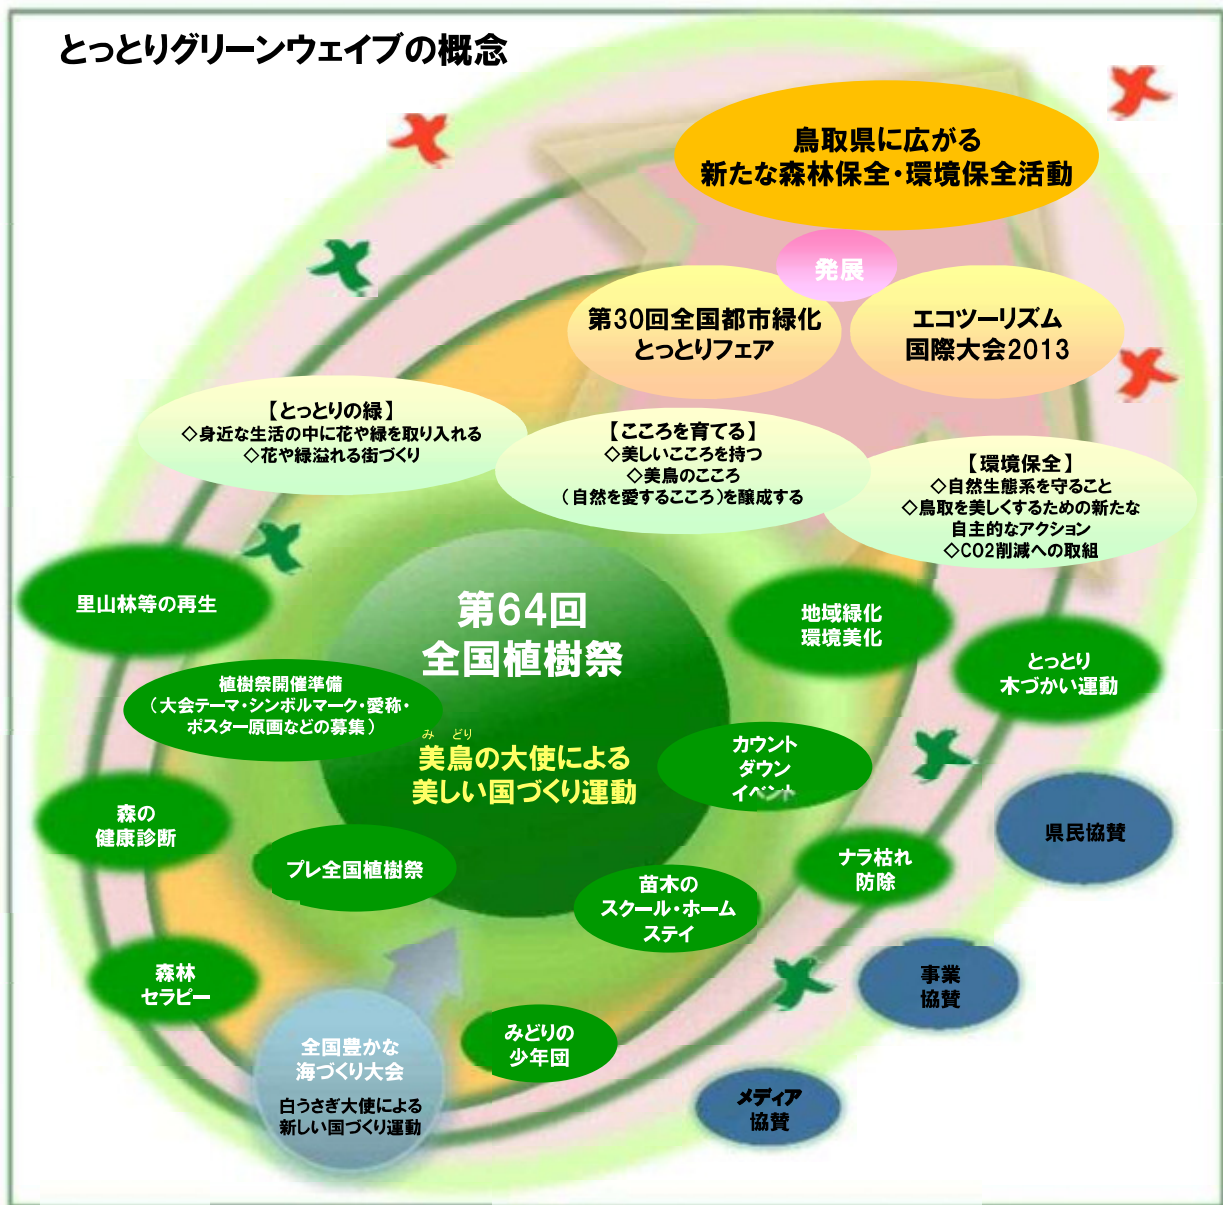 とっとりグリーンウェイブの概念
鳥取県に広がる
新たな森林保全・環境保全活動
発展
第30回全国都市緑化
とっとりフェア
エコツーリズム
国際大会2013
【とっとりの緑】
◇身近な生活の中に花や緑を取り入れる
◇花や緑溢れる街づくり
【こころを育てる】
◇美しいこころを持つ
◇美鳥のこころ
（自然を愛するこころ）を醸成する
【環境保全】
◇自然生態系を守ること
◇鳥取を美しくするための新たな
自主的なアクション
◇CO2削減への取組
里山林等の再生
第64回
全国植樹祭
地域緑化
環境美化
とっとり
木づかい運動
植樹祭開催準備
（大会テーマ・シンボルマーク・愛称・
ポスター原画などの募集）
み どり
美鳥の大使による
美しい国づくり運動
カウント
ダウン
イベント
森の
健康診断
県民協賛
プレ全国植樹祭
ナラ枯れ
防除
苗木の
スクール・ホーム
ステイ
森林
セラピー
事業
協賛
みどりの
少年団
全国豊かな
海づくり大会
白うさぎ大使による
新しい国づくり運動
メディア
協賛